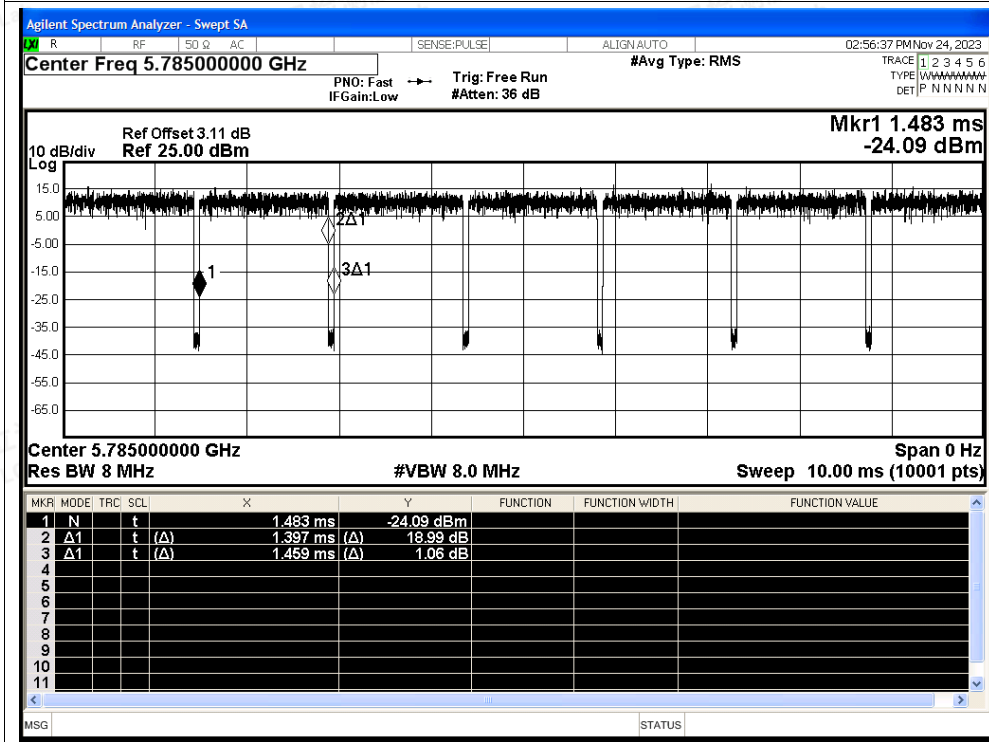 Agilent Spectrum Analyzer - Swept SA
LXI R RF 50 Ω AC SENSE:PULSE ALIGN AUTO 02:56:37 PM Nov 24, 2023
Center Freq 5.785000000 GHz
PNO: Fast
IFGain:Low
Trig: Free Run
#Atten: 36 dB
#Avg Type: RMS
TRACE 1 2 3 4 5 6
TYPE
DET P N N N N N
Mkr1 1.483 ms
-24.09 dBm
Ref Offset 3.11 dB
10 dB/div Ref 25.00 dBm
Log
15.0
5.00
-5.00
-15.0
-25.0
-35.0
-45.0
-55.0
-65.0
1
2Δ1
3Δ1
Center 5.785000000 GHz Span 0 Hz
Res BW 8 MHz #VBW 8.0 MHz Sweep 10.00 ms (10001 pts)
MKR MODE TRC SCL X Y FUNCTION FUNCTION WIDTH FUNCTION VALUE
1 N t 1.483 ms -24.09 dBm
2 Δ1 t (Δ) 1.397 ms (Δ) 18.99 dB
3 Δ1 t (Δ) 1.459 ms (Δ) 1.06 dB
4
5
6
7
8
9
10
11
MSG STATUS